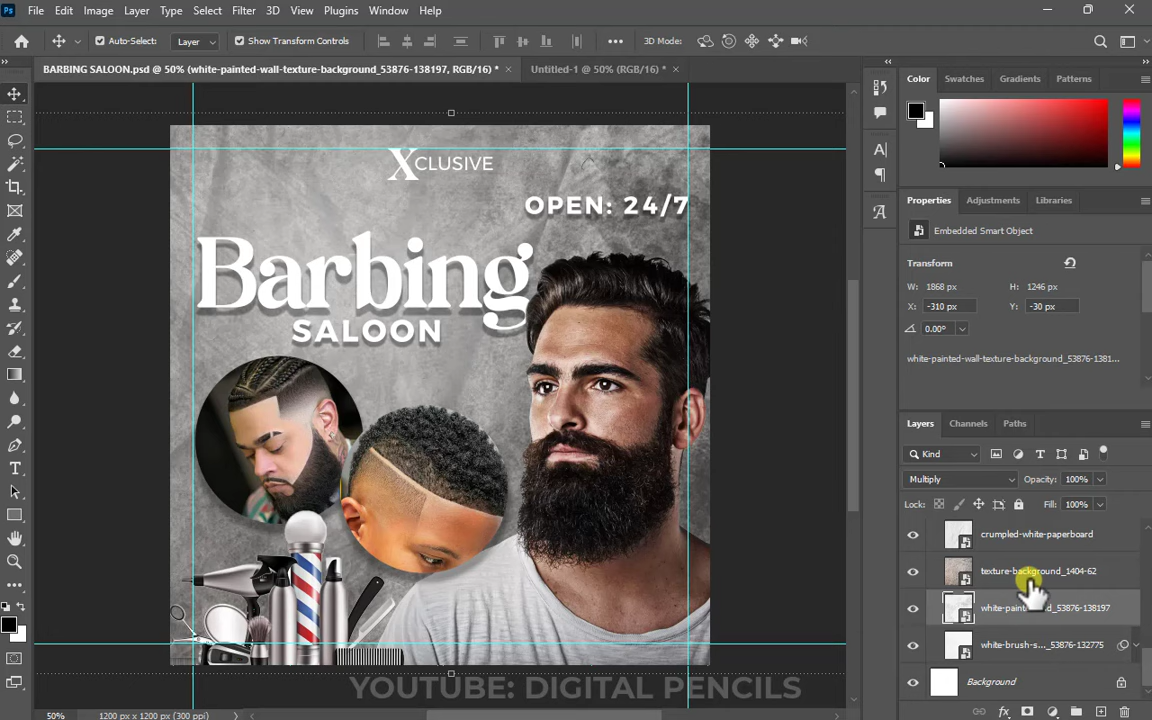 Ps File Edit Image Layer Type Select Filter 3D View Plugins Window Help
Auto-Select: Layer Show Transform Controls 3D Mode:
BARBING SALOON.psd @ 50% (white-painted-wall-texture-background_53876-138197, RGB/16) * × Untitled-1 @ 50% (RGB/16) * ×
Color Swatches Gradients Patterns
XCLUSIVE
OPEN: 24/7
Barbing
SALOON
Properties Adjustments Libraries
Embedded Smart Object
Transform
W: 1868 px H: 1246 px
X: -310 px Y: -30 px
0.00°
white-painted-wall-texture-background_53876-1381...
Layers Channels Paths
Kind
Multiply Opacity: 100%
Lock: Fill: 100%
crumpled-white-paperboard
texture-background_1404-62
white-paint...d_53876-138197
white-brush-s..._53876-132775
Background
YOUTUBE: DIGITAL PENCILS
50% 1200 px x 1200 px (300 ppi)